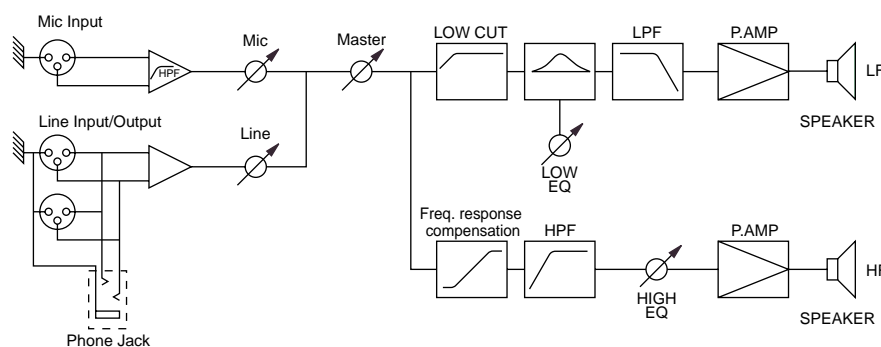 Mic Input
HPF
Mic
Master
LOW CUT
LPF
P.AMP
LF
SPEAKER
Line Input/Output
Line
LOW
EQ
Freq. response
compensation
HPF
P.AMP
HIGH
EQ
SPEAKER
Phone Jack